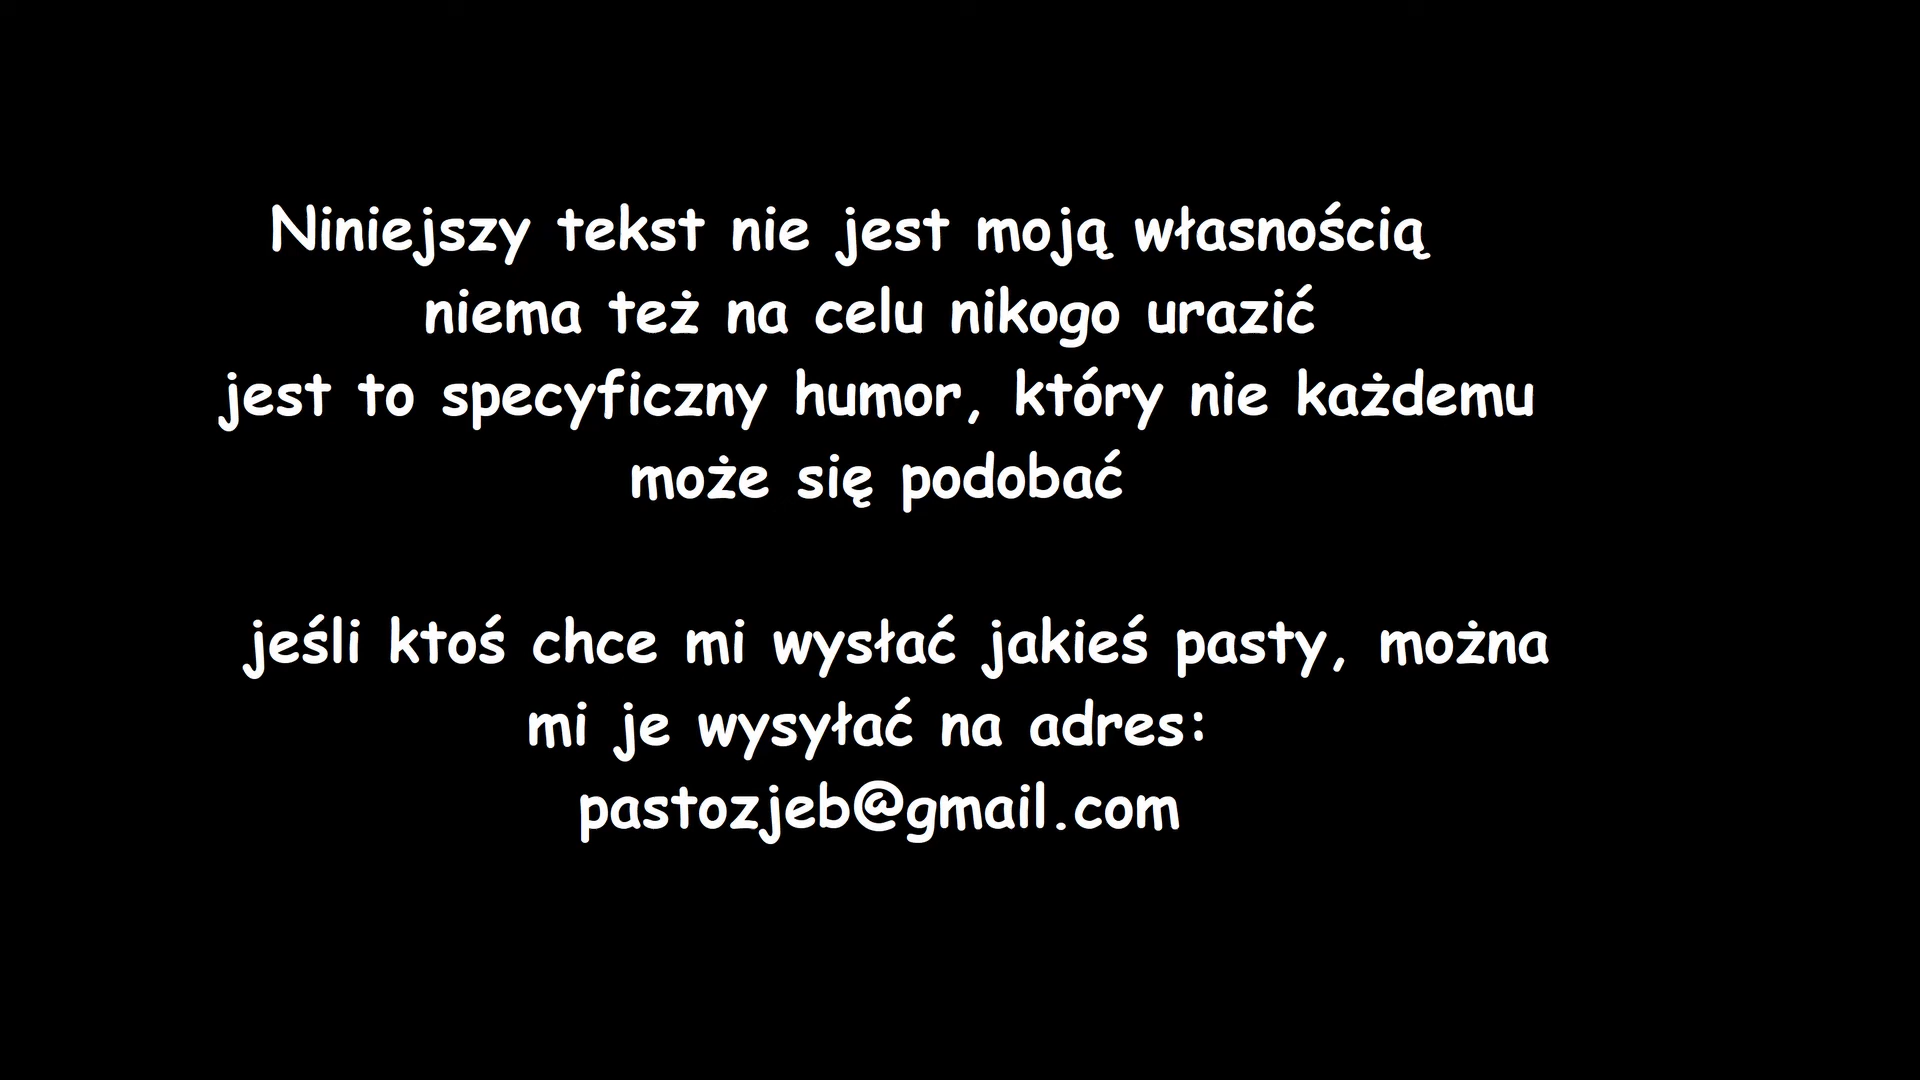 Niniejszy tekst nie jest moją własnością
niema też na celu nikogo urazić
jest to specyficzny humor, który nie każdemu
może się podobać
jeśli ktoś chce mi wysłać jakieś pasty, można
mi je wysyłać na adres:
pastozjeb@gmail.com